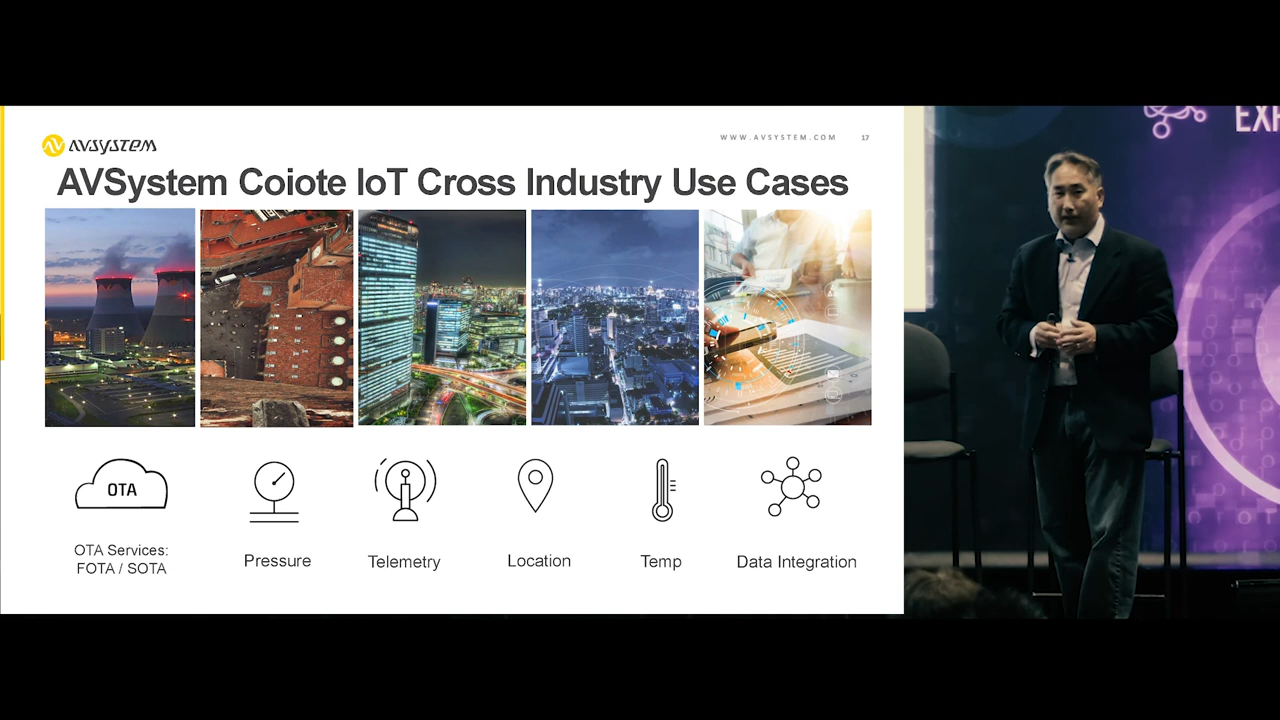 AVSYSTEM
WWW.AVSYSTEM.COM 17
AVSystem Coiote IoT Cross Industry Use Cases
OTA
OTA Services:
FOTA / SOTA
Pressure
Telemetry
Location
Temp
Data Integration